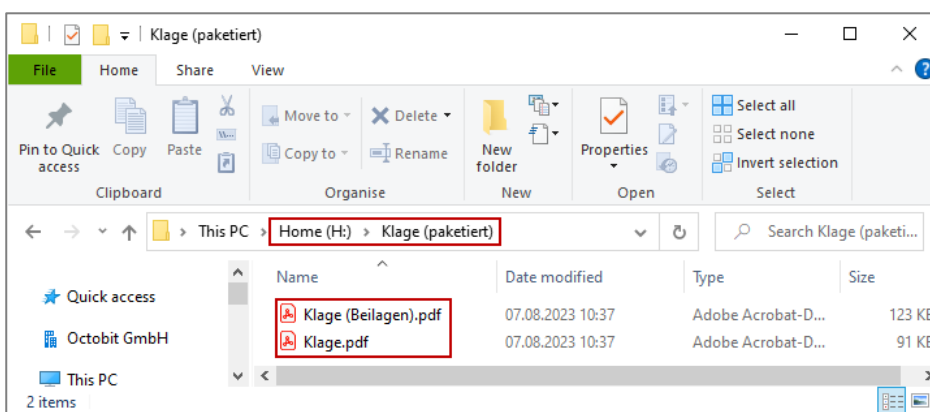 Klage (paketiert)
File Home Share View
Pin to Quick access
Copy
Paste
Move to
Copy to
Delete
Rename
New folder
Properties
Select all
Select none
Invert selection
Clipboard Organise New Open Select
This PC > Home (H:) > Klage (paketiert)
Search Klage (paketi...
Name Date modified Type Size
Quick access
Octobit GmbH
This PC
Klage (Beilagen).pdf 07.08.2023 10:37 Adobe Acrobat-D... 123 KB
Klage.pdf 07.08.2023 10:37 Adobe Acrobat-D... 91 KB
2 items